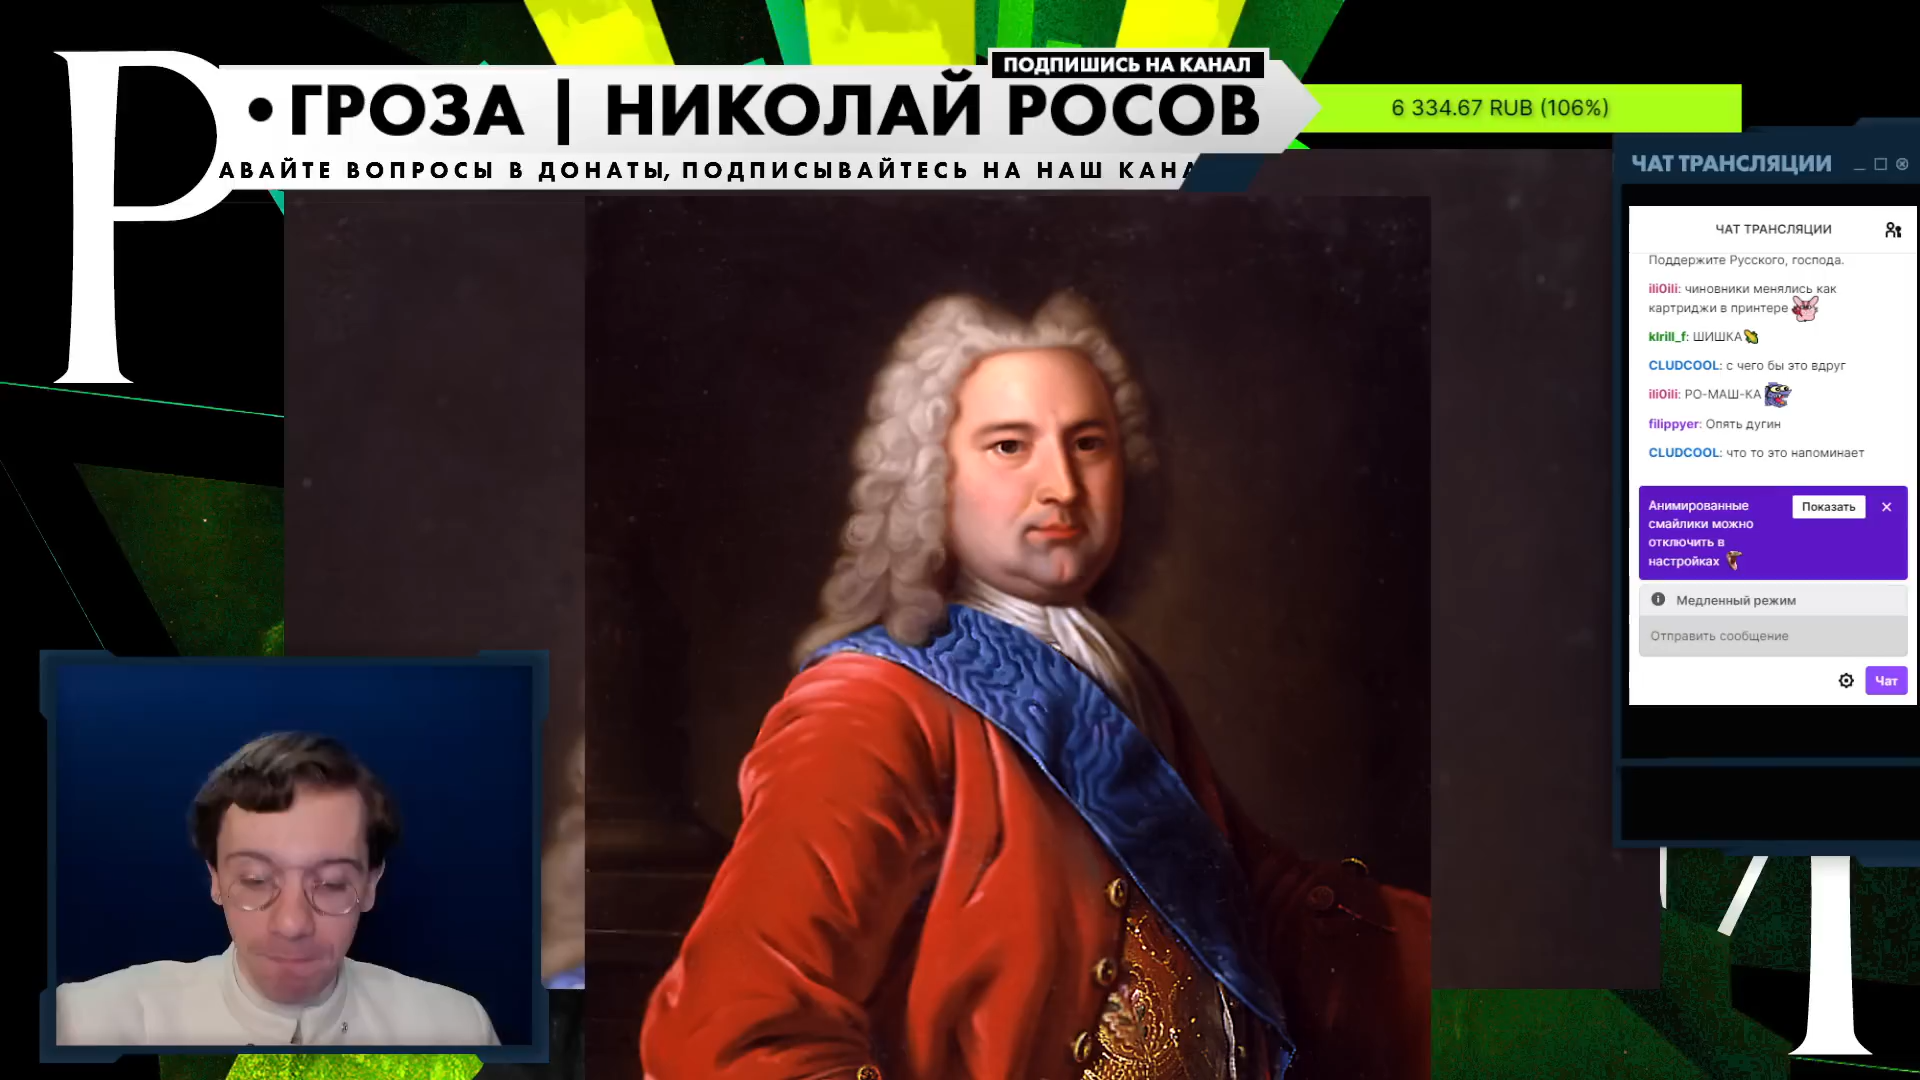 Р
ПОДПИШИСЬ НА КАНАЛ
• ГРОЗА | НИКОЛАЙ РОСОВ
АВАЙТЕ ВОПРОСЫ В ДОНАТЫ, ПОДПИСЫВАЙТЕСЬ НА НАШ КАНА
6 334.67 RUB (106%)
ЧАТ ТРАНСЛЯЦИИ
ЧАТ ТРАНСЛЯЦИИ
Поддержите Русского, господа.
ili0ili: чиновники менялись как
картриджи в принтере
klrill_f: ШИШКА
CLUDCOOL: с чего бы это вдруг
ili0ili: РО-МАШ-КА
filippyer: Опять дугин
CLUDCOOL: что то это напоминает
Анимированные
смайлики можно
отключить в
настройках
Показать
Медленный режим
Отправить сообщение
Чат